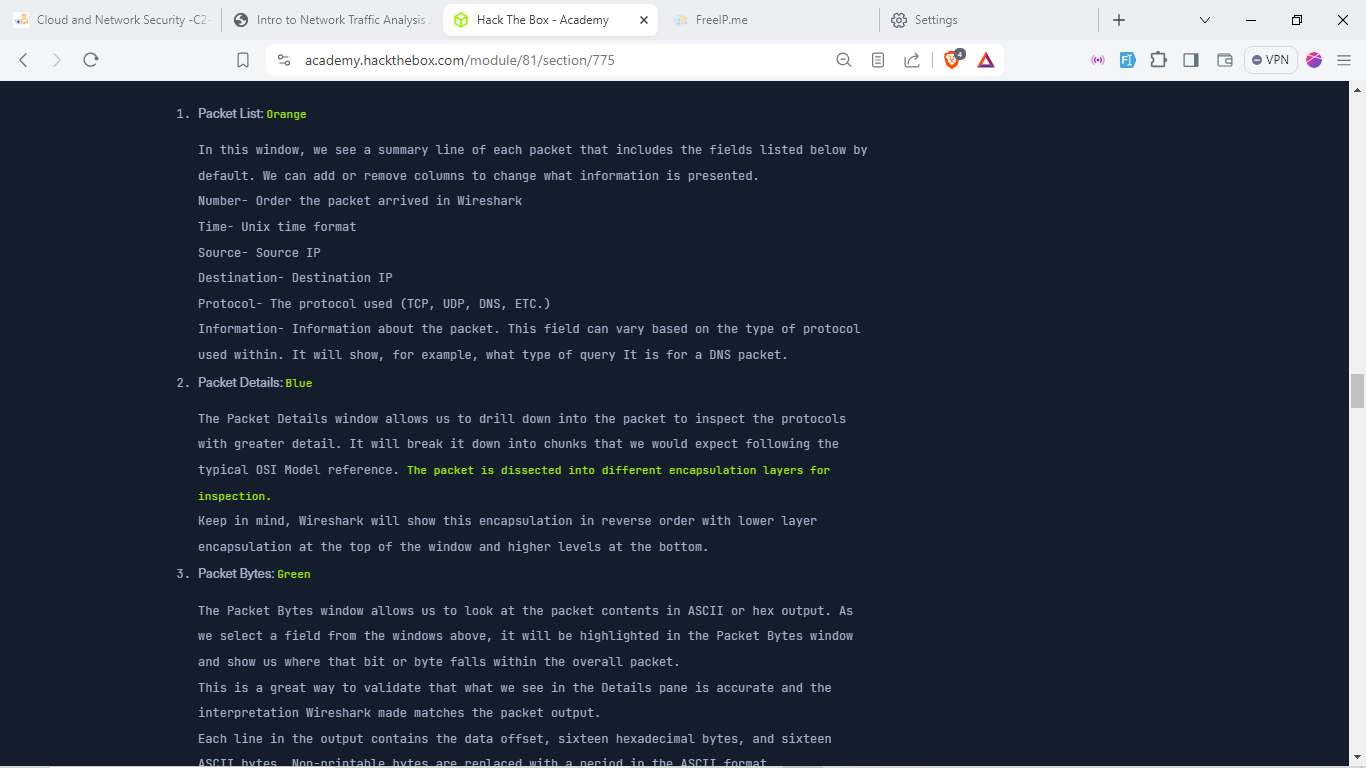 Cloud and Network Security -C2-
Intro to Network Traffic Analysis
Hack The Box - Academy
FreeIP.me
Settings
academy.hackthebox.com/module/81/section/775
4
VPN
1. Packet List: Orange
In this window, we see a summary line of each packet that includes the fields listed below by
default. We can add or remove columns to change what information is presented.
Number- Order the packet arrived in Wireshark
Time- Unix time format
Source- Source IP
Destination- Destination IP
Protocol- The protocol used (TCP, UDP, DNS, ETC.)
Information- Information about the packet. This field can vary based on the type of protocol
used within. It will show, for example, what type of query It is for a DNS packet.
2. Packet Details: Blue
The Packet Details window allows us to drill down into the packet to inspect the protocols
with greater detail. It will break it down into chunks that we would expect following the
typical OSI Model reference. The packet is dissected into different encapsulation layers for
inspection.
Keep in mind, Wireshark will show this encapsulation in reverse order with lower layer
encapsulation at the top of the window and higher levels at the bottom.
3. Packet Bytes: Green
The Packet Bytes window allows us to look at the packet contents in ASCII or hex output. As
we select a field from the windows above, it will be highlighted in the Packet Bytes window
and show us where that bit or byte falls within the overall packet.
This is a great way to validate that what we see in the Details pane is accurate and the
interpretation Wireshark made matches the packet output.
Each line in the output contains the data offset, sixteen hexadecimal bytes, and sixteen
ASCII bytes. Non-printable bytes are replaced with a period in the ASCII format.